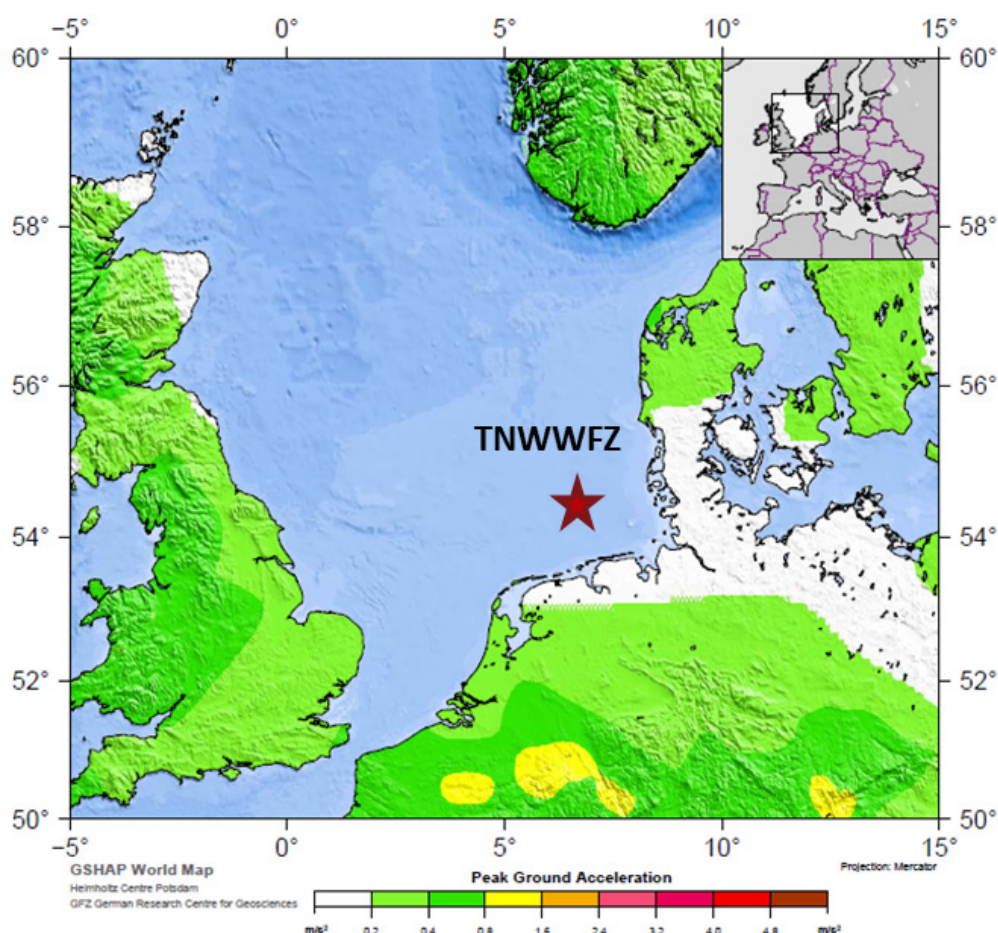 −5° 0° 5° 10° 15°
60° 60°
58° 58°
56° 56°
TNWWFZ
54° 54°
52° 52°
50° 50°
−5° 0° 5° 10° 15°
GSHAP World Map
Helmholtz Centre Potsdam
GFZ German Research Centre for Geosciences
Projection: Mercator
Peak Ground Acceleration
m/s² 0.2 0.4 0.8 1.6 2.4 3.2 4.0 4.8 m/s²